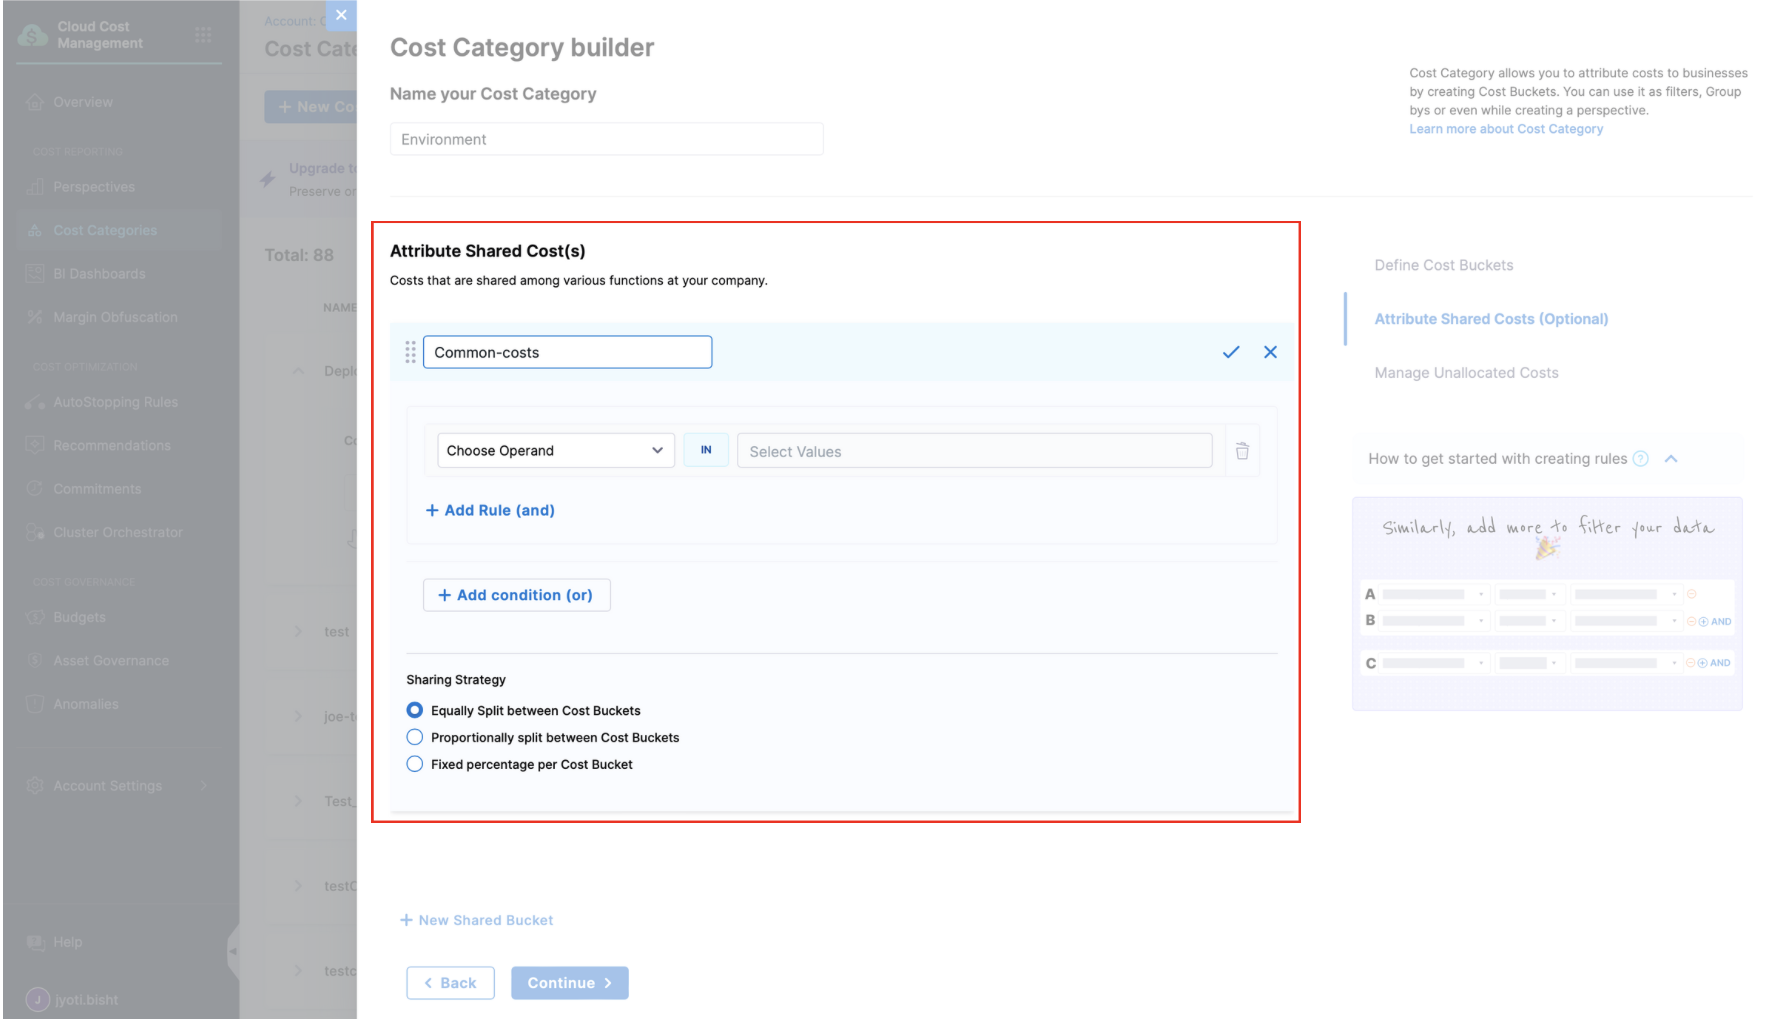 Cloud Cost
Management
Overview
COST REPORTING
Perspectives
Cost Categories
BI Dashboards
Margin Obfuscation
COST OPTIMIZATION
AutoStopping Rules
Recommendations
Commitments
Cluster Orchestrator
COST GOVERNANCE
Budgets
Asset Governance
Anomalies
Account Settings
Help
J
jyoti.bisht
Account:
Cost Cate
+ New Co
Upgrade to
Preserve or
Total: 88
NAME
Deplo
Co
test
joe-te
Test_
testC
testc
Cost Category builder
Name your Cost Category
Environment
Cost Category allows you to attribute costs to businesses
by creating Cost Buckets. You can use it as filters, Group
bys or even while creating a perspective.
Learn more about Cost Category
Attribute Shared Cost(s)
Costs that are shared among various functions at your company.
Common-costs
Choose Operand
IN
Select Values
+ Add Rule (and)
+ Add condition (or)
Sharing Strategy
Equally Split between Cost Buckets
Proportionally split between Cost Buckets
Fixed percentage per Cost Bucket
+ New Shared Bucket
Back
Continue
Define Cost Buckets
Attribute Shared Costs (Optional)
Manage Unallocated Costs
How to get started with creating rules ?
Similarly, add more to filter your data
A
B AND
C AND